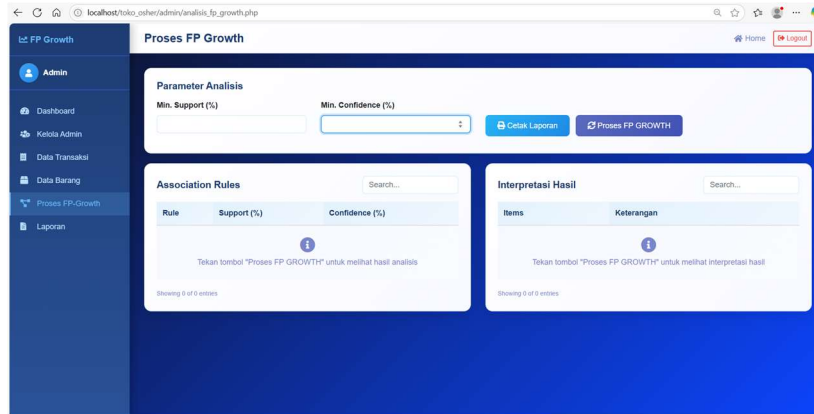 localhost/toko_osher/admin/analisis_fp_growth.php
FP Growth
Proses FP Growth
Home
Logout
Admin
Dashboard
Kelola Admin
Data Transaksi
Data Barang
Proses FP-Growth
Laporan
Parameter Analisis
Min. Support (%)
Min. Confidence (%)
Cetak Laporan
Proses FP GROWTH
Association Rules
Search...
Rule Support (%) Confidence (%)
Tekan tombol "Proses FP GROWTH" untuk melihat hasil analisis
Showing 0 of 0 entries
Interpretasi Hasil
Search...
Items Keterangan
Tekan tombol "Proses FP GROWTH" untuk melihat interpretasi hasil
Showing 0 of 0 entries